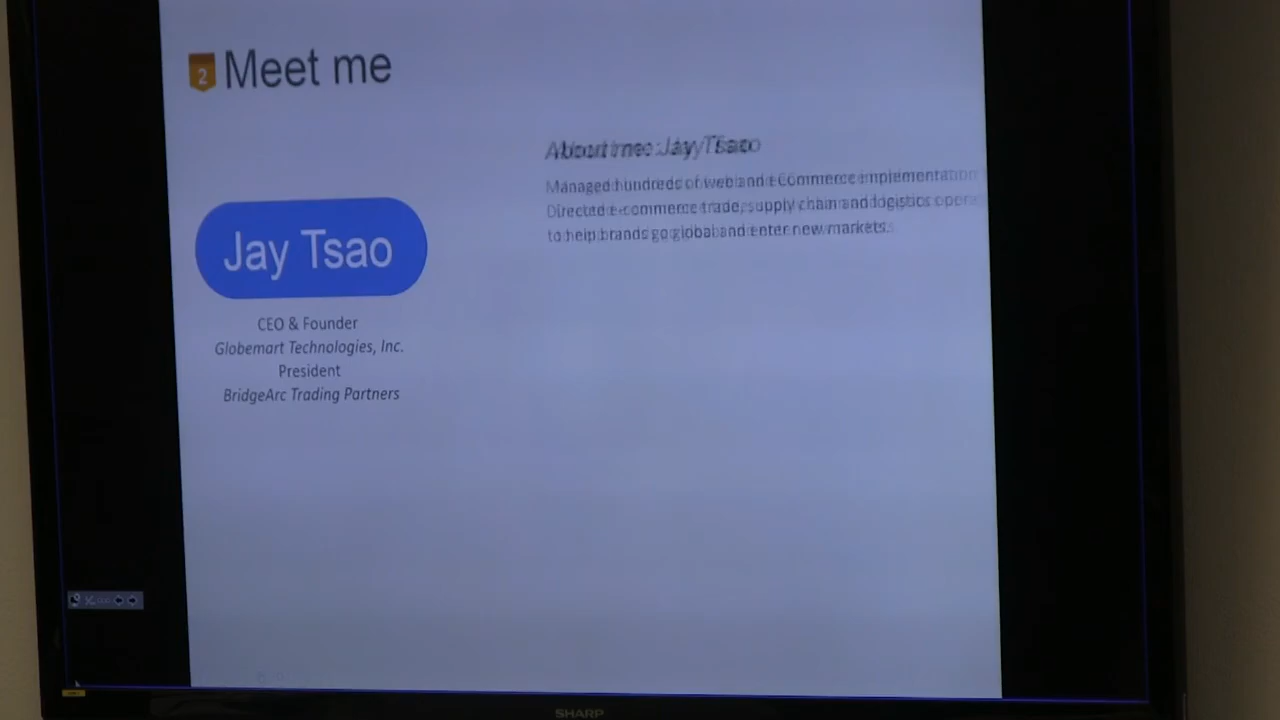 2 Meet me
About me: Jay Tsao
Managed hundreds of web and eCommerce implementation
Directed e-commerce trade, supply chain and logistics
to help brands go global and enter new markets.
Jay Tsao
CEO & Founder
Globemart Technologies, Inc.
President
BridgeArc Trading Partners
SHARP